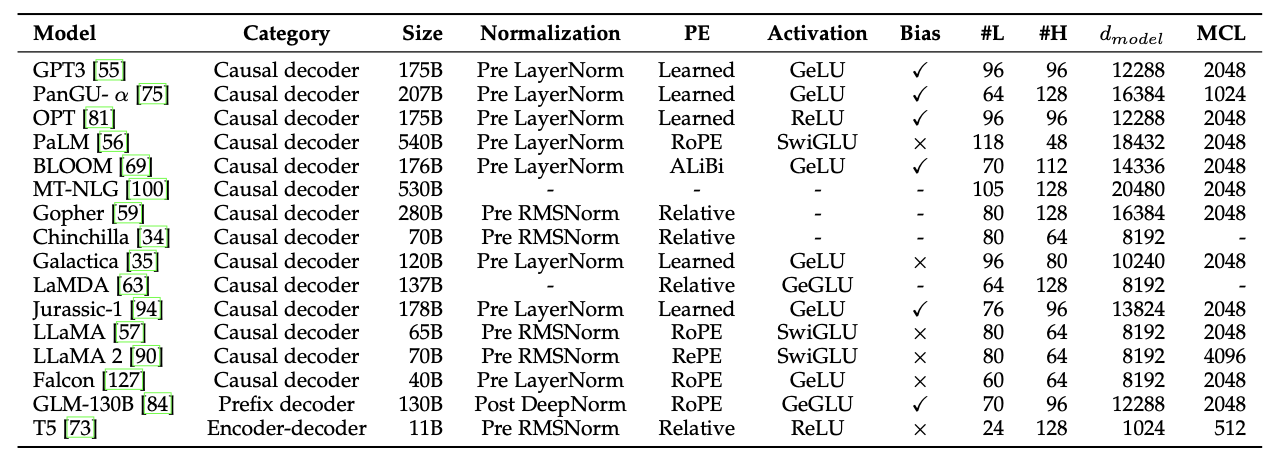 Model Category Size Normalization PE Activation Bias #L #H d_model MCL
GPT3 [55] Causal decoder 175B Pre LayerNorm Learned GeLU ✓ 96 96 12288 2048
PanGU- α [75] Causal decoder 207B Pre LayerNorm Learned GeLU ✓ 64 128 16384 1024
OPT [81] Causal decoder 175B Pre LayerNorm Learned ReLU ✓ 96 96 12288 2048
PaLM [56] Causal decoder 540B Pre LayerNorm RoPE SwiGLU × 118 48 18432 2048
BLOOM [69] Causal decoder 176B Pre LayerNorm ALiBi GeLU ✓ 70 112 14336 2048
MT-NLG [100] Causal decoder 530B - - - - 105 128 20480 2048
Gopher [59] Causal decoder 280B Pre RMSNorm Relative - - 80 128 16384 2048
Chinchilla [34] Causal decoder 70B Pre RMSNorm Relative - - 80 64 8192 -
Galactica [35] Causal decoder 120B Pre LayerNorm Learned GeLU × 96 80 10240 2048
LaMDA [63] Causal decoder 137B - Relative GeGLU - 64 128 8192 -
Jurassic-1 [94] Causal decoder 178B Pre LayerNorm Learned GeLU ✓ 76 96 13824 2048
LLaMA [57] Causal decoder 65B Pre RMSNorm RoPE SwiGLU × 80 64 8192 2048
LLaMA 2 [90] Causal decoder 70B Pre RMSNorm RePE SwiGLU × 80 64 8192 4096
Falcon [127] Causal decoder 40B Pre LayerNorm RoPE GeLU × 60 64 8192 2048
GLM-130B [84] Prefix decoder 130B Post DeepNorm RoPE GeGLU ✓ 70 96 12288 2048
T5 [73] Encoder-decoder 11B Pre RMSNorm Relative ReLU × 24 128 1024 512